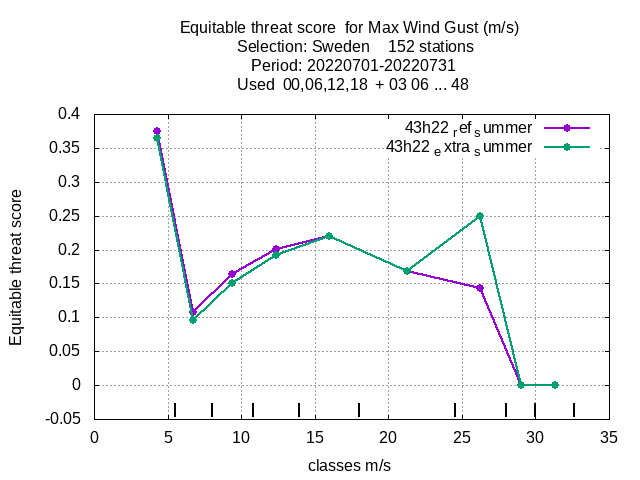 Equitable threat score  for Max Wind Gust (m/s)
Selection: Sweden    152 stations
Period: 20220701-20220731
Used  00,06,12,18  + 03 06 ... 48
43h22 ref summer
43h22 extra summer
Equitable threat score
0.4
0.35
0.3
0.25
0.2
0.15
0.1
0.05
0
-0.05
0 5 10 15 20 25 30 35
classes m/s